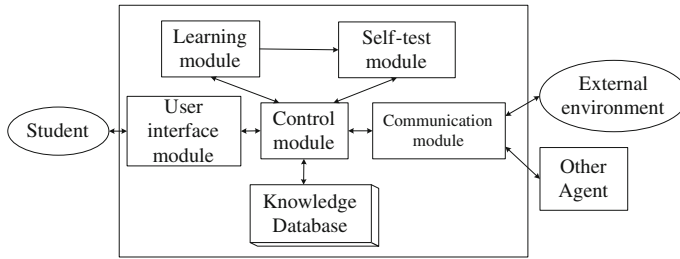 Learning
module
Self-test
module
External
environment
Student
User
interface
module
Control
module
Communication
module
Other
Agent
Knowledge
Database